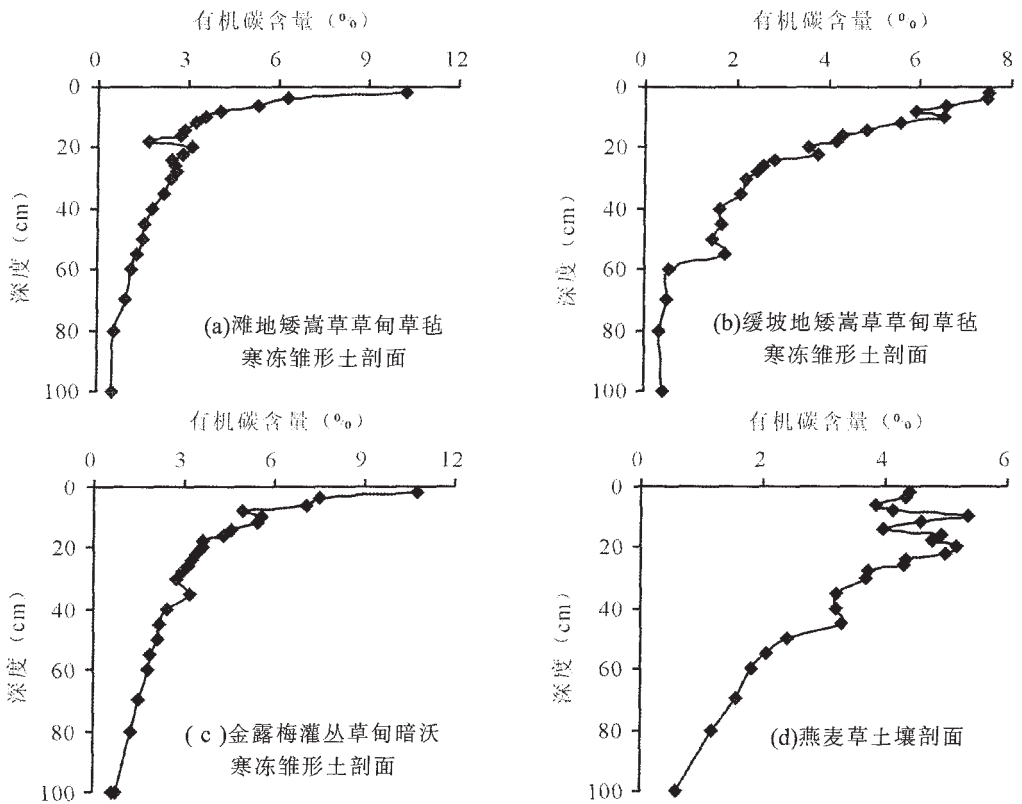 有机碳含量（%）
0 3 6 9 12
0
20
40
60
80
100
深度（cm）
(a)滩地矮嵩草草甸草毡
寒冻雏形土剖面
有机碳含量（%）
0 2 4 6 8
0
20
40
60
80
100
深度（cm）
(b)缓坡地矮嵩草草甸草毡
寒冻雏形土剖面
有机碳含量（%）
0 3 6 9 12
0
20
40
60
80
100
深度（cm）
( c )金露梅灌丛草甸暗沃
寒冻雏形土剖面
有机碳含量（%）
0 2 4 6
0
20
40
60
80
100
深度（cm）
(d)燕麦草土壤剖面